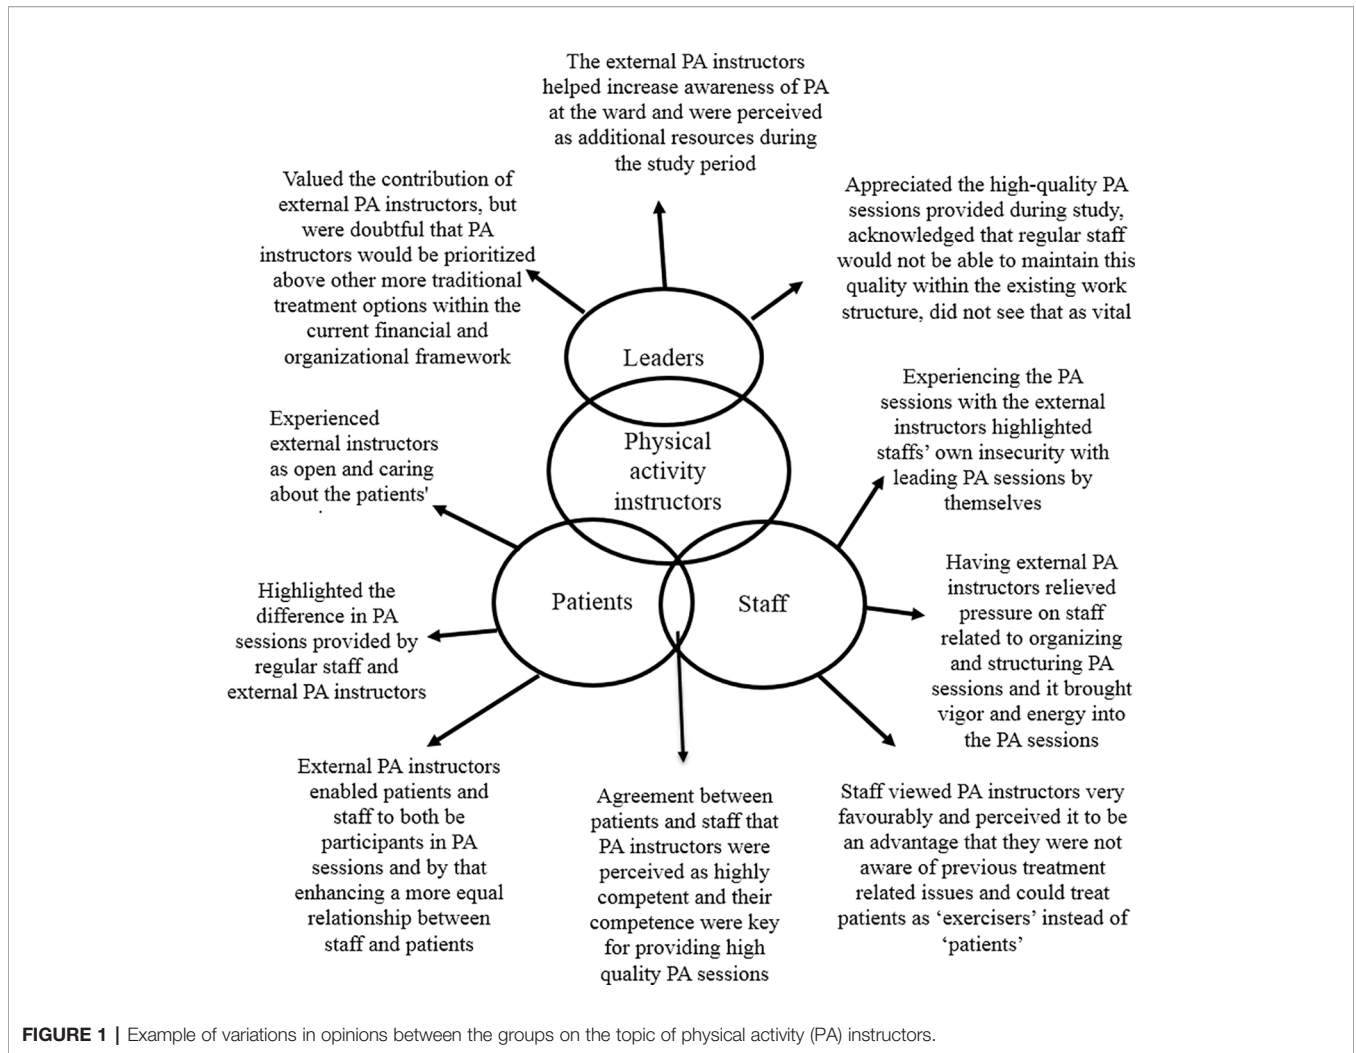 The external PA instructors
helped increase awareness of PA
at the ward and were perceived
as additional resources during
the study period
Valued the contribution of
external PA instructors, but
were doubtful that PA
instructors would be prioritized
above other more traditional
treatment options within the
current financial and
organizational framework
Appreciated the high-quality PA
sessions provided during study,
acknowledged that regular staff
would not be able to maintain this
quality within the existing work
structure, did not see that as vital
Leaders
Physical
activity
instructors
Experiencing the PA
sessions with the external
instructors highlighted
staffs' own insecurity with
leading PA sessions by
themselves
Experienced
external instructors
as open and caring
about the patients'
Patients
Staff
Having external PA
instructors relieved
pressure on staff
related to organizing
and structuring PA
sessions and it brought
vigor and energy into
the PA sessions
Highlighted the
difference in PA
sessions provided by
regular staff and
external PA instructors
External PA instructors
enabled patients and
staff to both be
participants in PA
sessions and by that
enhancing a more equal
relationship between
staff and patients
Agreement between
patients and staff that
PA instructors were
perceived as highly
competent and their
competence were key
for providing high
quality PA sessions
Staff viewed PA instructors very
favourably and perceived it to be
an advantage that they were not
aware of previous treatment
related issues and could treat
patients as ‘exercisers’ instead of
‘patients’
FIGURE 1 | Example of variations in opinions between the groups on the topic of physical activity (PA) instructors.